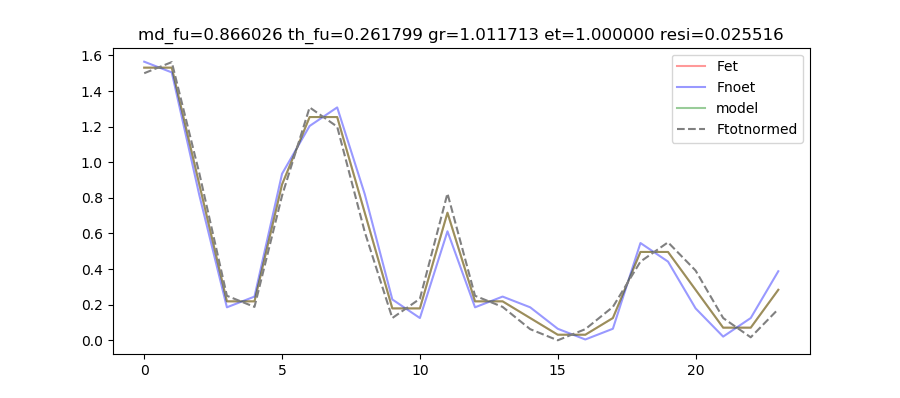 md_fu=0.866026 th_fu=0.261799 gr=1.011713 et=1.000000 resi=0.025516
1.6
1.4
1.2
1.0
0.8
0.6
0.4
0.2
0.0
Fet
Fnoet
model
Ftotnormed
0 5 10 15 20